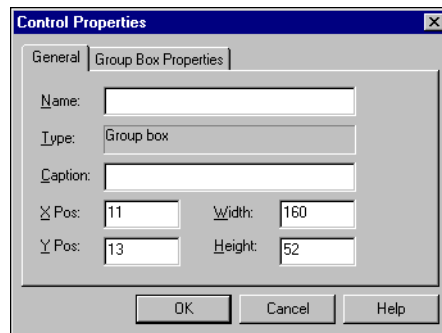 Control Properties
General Group Box Properties
Name:
Type: Group box
Caption:
X Pos: 11 Width: 160
Y Pos: 13 Height: 52
OK Cancel Help